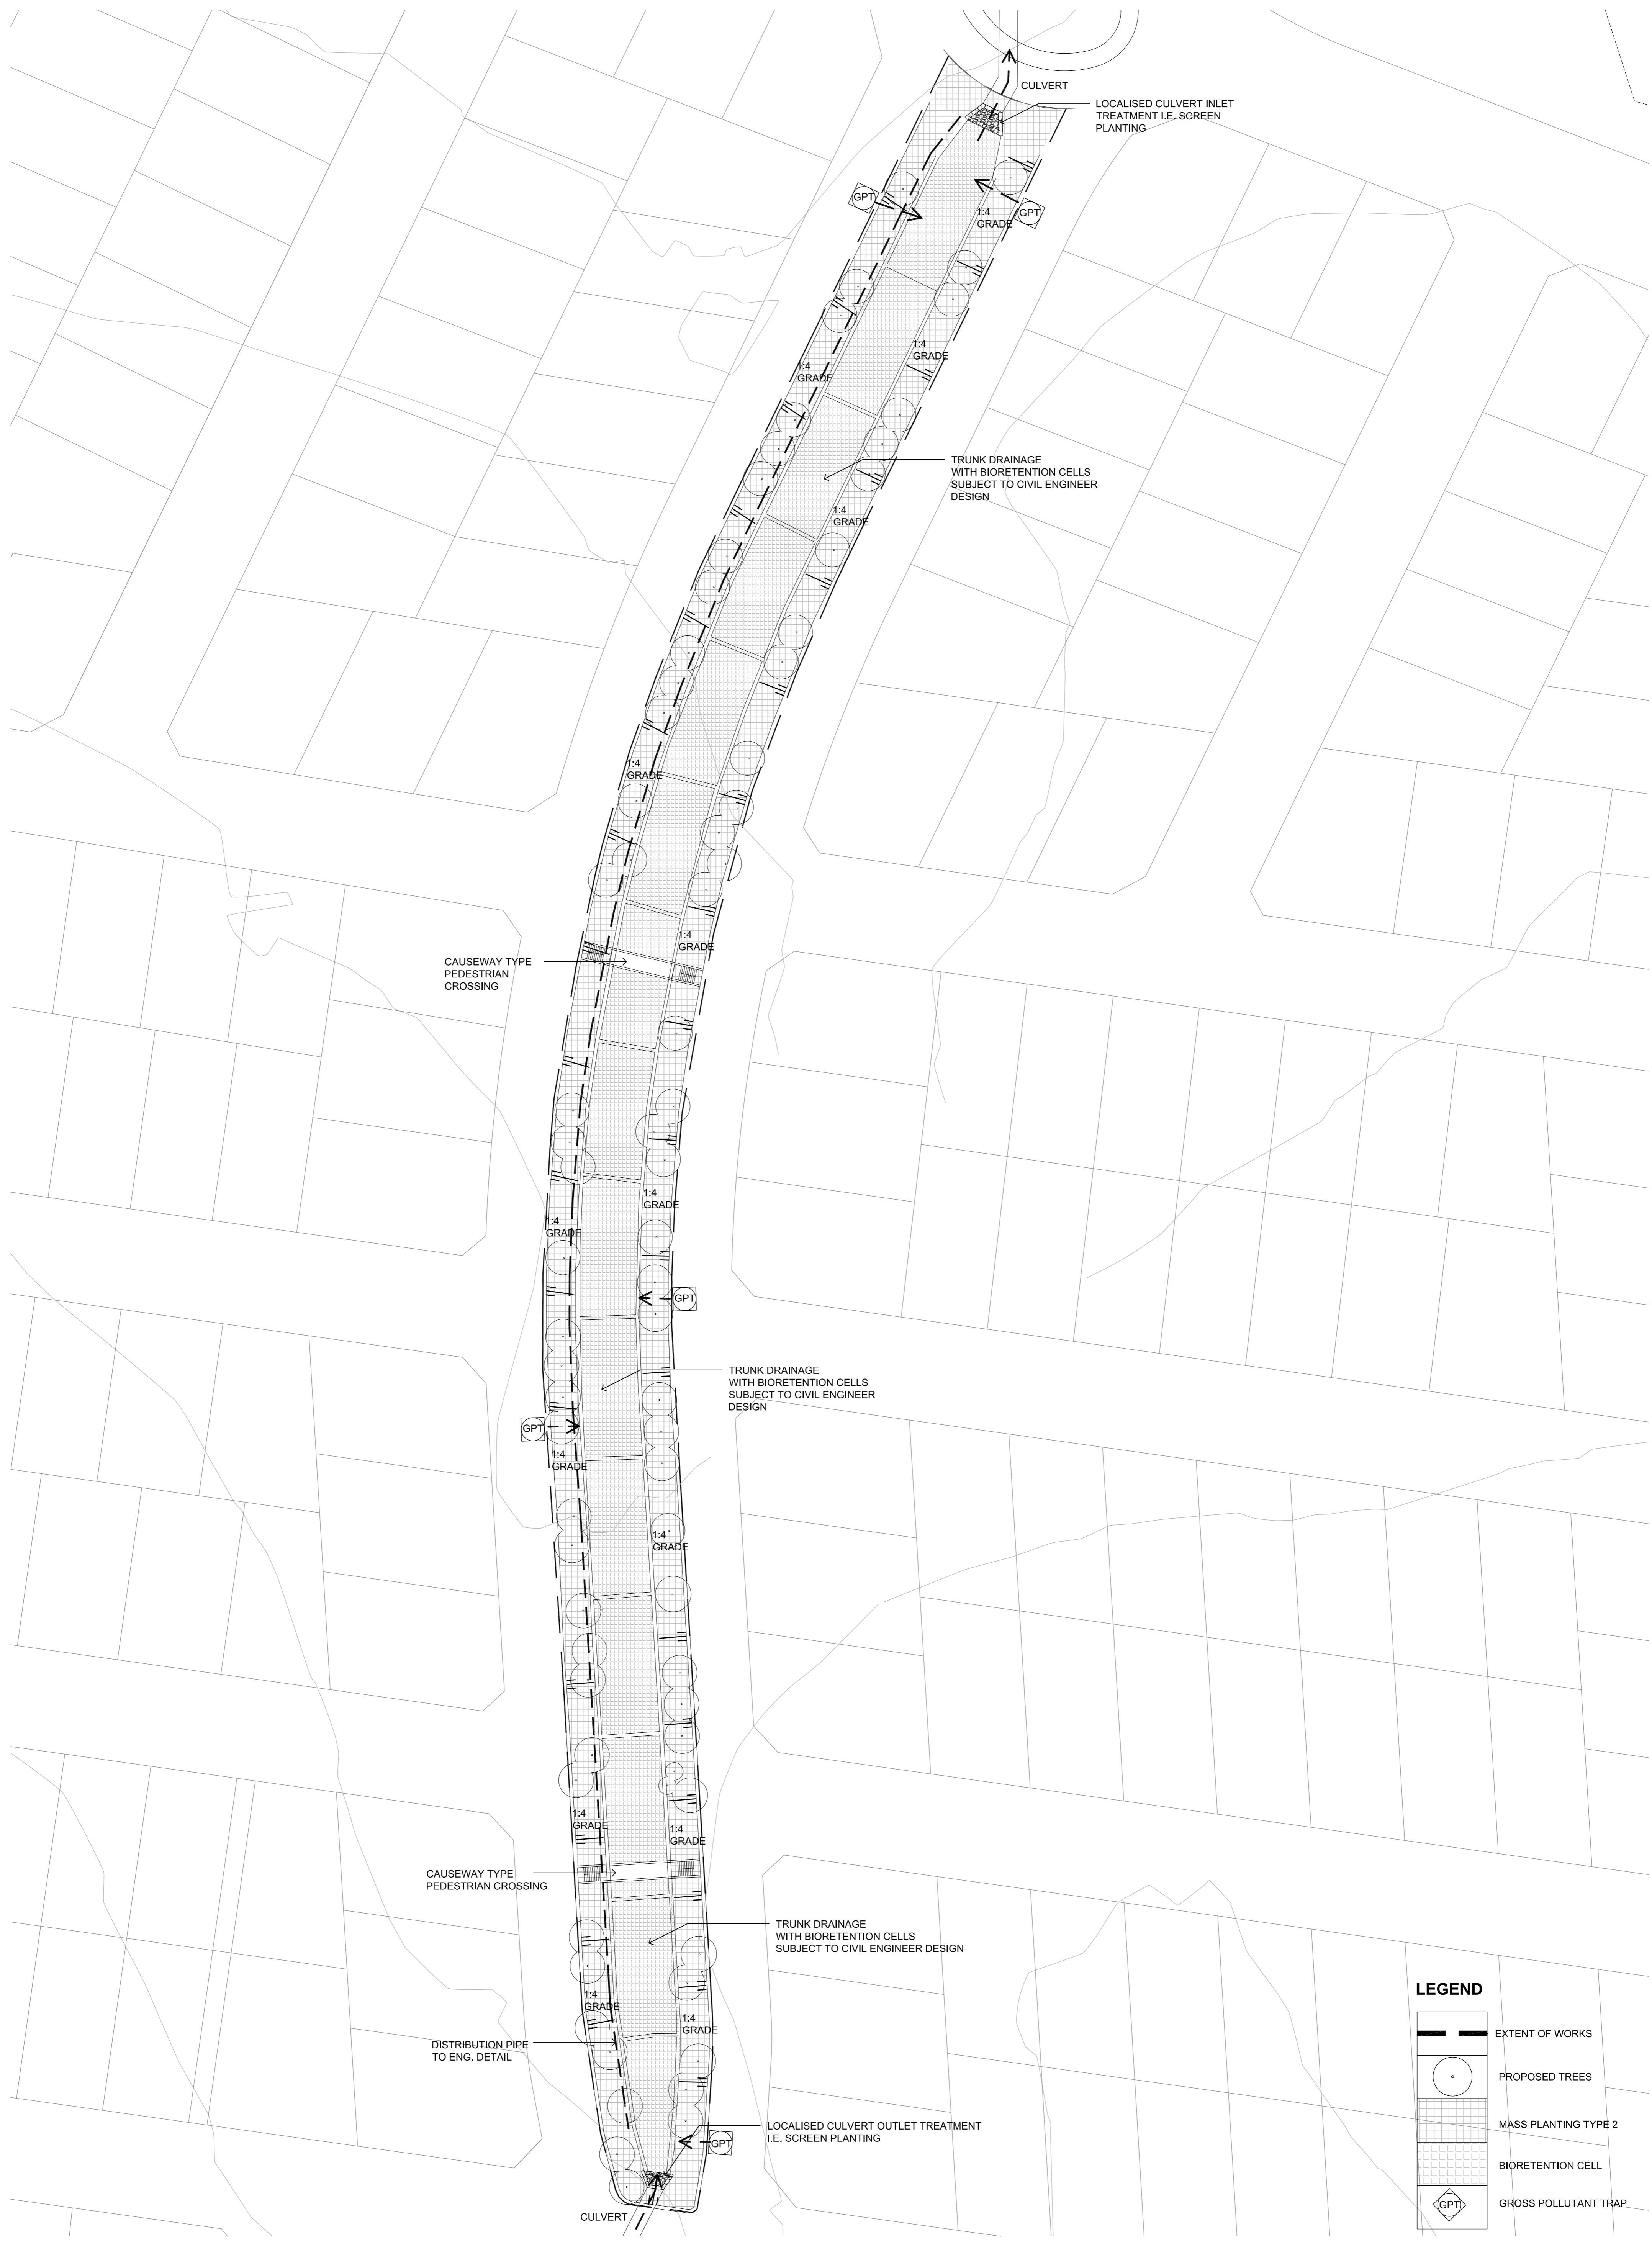 CULVERT
LOCALISED CULVERT INLET
TREATMENT I.E. SCREEN
PLANTING
GPT
GPT
1:4
GRADE
1:4
GRADE
1:4
GRADE
TRUNK DRAINAGE
WITH BIORETENTION CELLS
SUBJECT TO CIVIL ENGINEER
DESIGN
1:4
GRADE
1:4
GRADE
1:4
GRADE
CAUSEWAY TYPE
PEDESTRIAN
CROSSING
1:4
GRADE
1:4
GRADE
GPT
TRUNK DRAINAGE
WITH BIORETENTION CELLS
SUBJECT TO CIVIL ENGINEER
DESIGN
GPT
1:4
GRADE
1:4
GRADE
1:4
GRADE
1:4
GRADE
CAUSEWAY TYPE
PEDESTRIAN CROSSING
TRUNK DRAINAGE
WITH BIORETENTION CELLS
SUBJECT TO CIVIL ENGINEER DESIGN
1:4
GRADE
1:4
GRADE
DISTRIBUTION PIPE
TO ENG. DETAIL
LOCALISED CULVERT OUTLET TREATMENT
I.E. SCREEN PLANTING
GPT
CULVERT
LEGEND
EXTENT OF WORKS
PROPOSED TREES
MASS PLANTING TYPE 2
BIORETENTION CELL
GPT
GROSS POLLUTANT TRAP